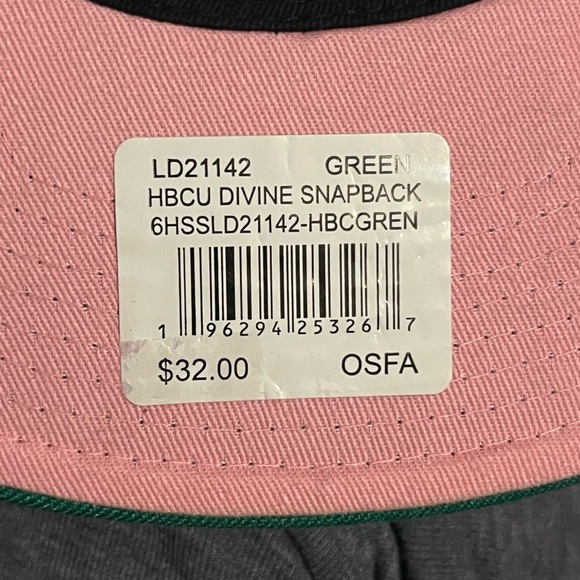 LD21142 GREEN
HBCU DIVINE SNAPBACK
6HSSLD21142-HBCGREN
1 96294 25326 7
$32.00 OSFA